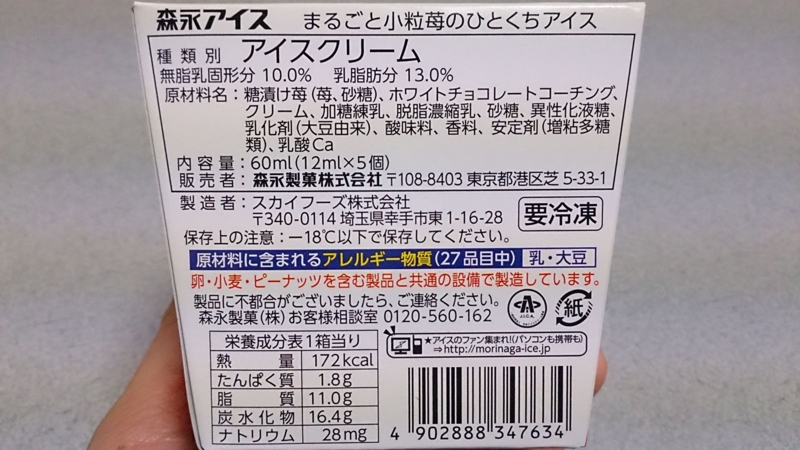 森永アイス まるごと小粒苺のひとくちアイス
種類別 アイスクリーム
無脂乳固形分 10.0% 乳脂肪分 13.0%
原材料名：糖漬け苺(苺、砂糖)、ホワイトチョコレートコーチング、
クリーム、加糖練乳、脱脂濃縮乳、砂糖、異性化液糖、
乳化剤(大豆由来)、酸味料、香料、安定剤(増粘多糖
類)、乳酸Ca
内容量：60ml(12ml×5個)
販売者：森永製菓株式会社 〒108-8403 東京都港区芝 5-33-1
製造者：スカイフーズ株式会社
〒340-0114 埼玉県幸手市東 1-16-28
要冷凍
保存上の注意：－18℃以下で保存してください。
原材料に含まれるアレルギー物質(27品目中) 乳・大豆
卵・小麦・ピーナッツを含む製品と共通の設備で製造しています。
製品に不都合がございましたら、ご連絡ください。
森永製菓(株)お客様相談室 0120-560-162
紙
栄養成分表1箱当り
熱量 172kcal
たんぱく質 1.8g
脂質 11.0g
炭水化物 16.4g
ナトリウム 28mg
★アイスのファン集まれ!(パソコンも携帯も)
⇒http://morinaga-ice.jp
4 902888 347634